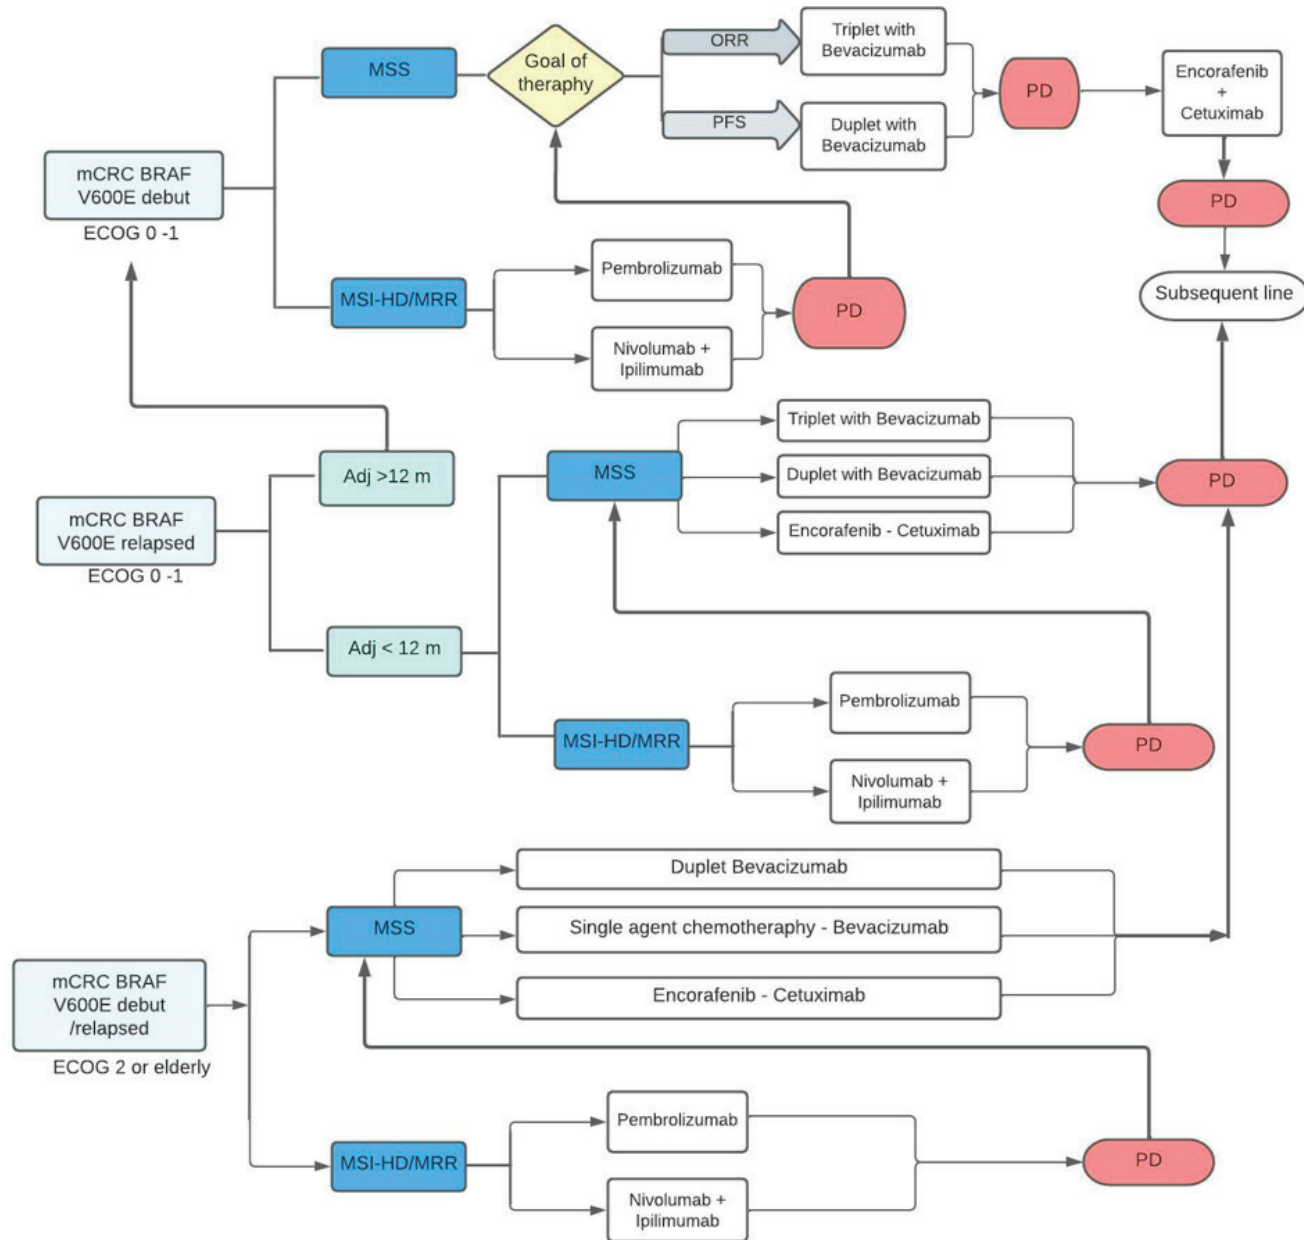 MSS
Goal of
theraphy
ORR
Triplet with
Bevacizumab
PFS
Duplet with
Bevacizumab
PD
Encorafenib
+
Cetuximab
PD
Subsequent line
mCRC BRAF
V600E debut
ECOG 0 -1
MSI-HD/MRR
Pembrolizumab
Nivolumab +
Ipilimumab
PD
mCRC BRAF
V600E relapsed
ECOG 0 -1
Adj >12 m
Adj < 12 m
MSS
Triplet with Bevacizumab
Duplet with Bevacizumab
Encorafenib - Cetuximab
PD
MSI-HD/MRR
Pembrolizumab
Nivolumab +
Ipilimumab
PD
mCRC BRAF
V600E debut
/relapsed
ECOG 2 or elderly
MSS
Duplet Bevacizumab
Single agent chemotheraphy - Bevacizumab
Encorafenib - Cetuximab
MSI-HD/MRR
Pembrolizumab
Nivolumab +
Ipilimumab
PD